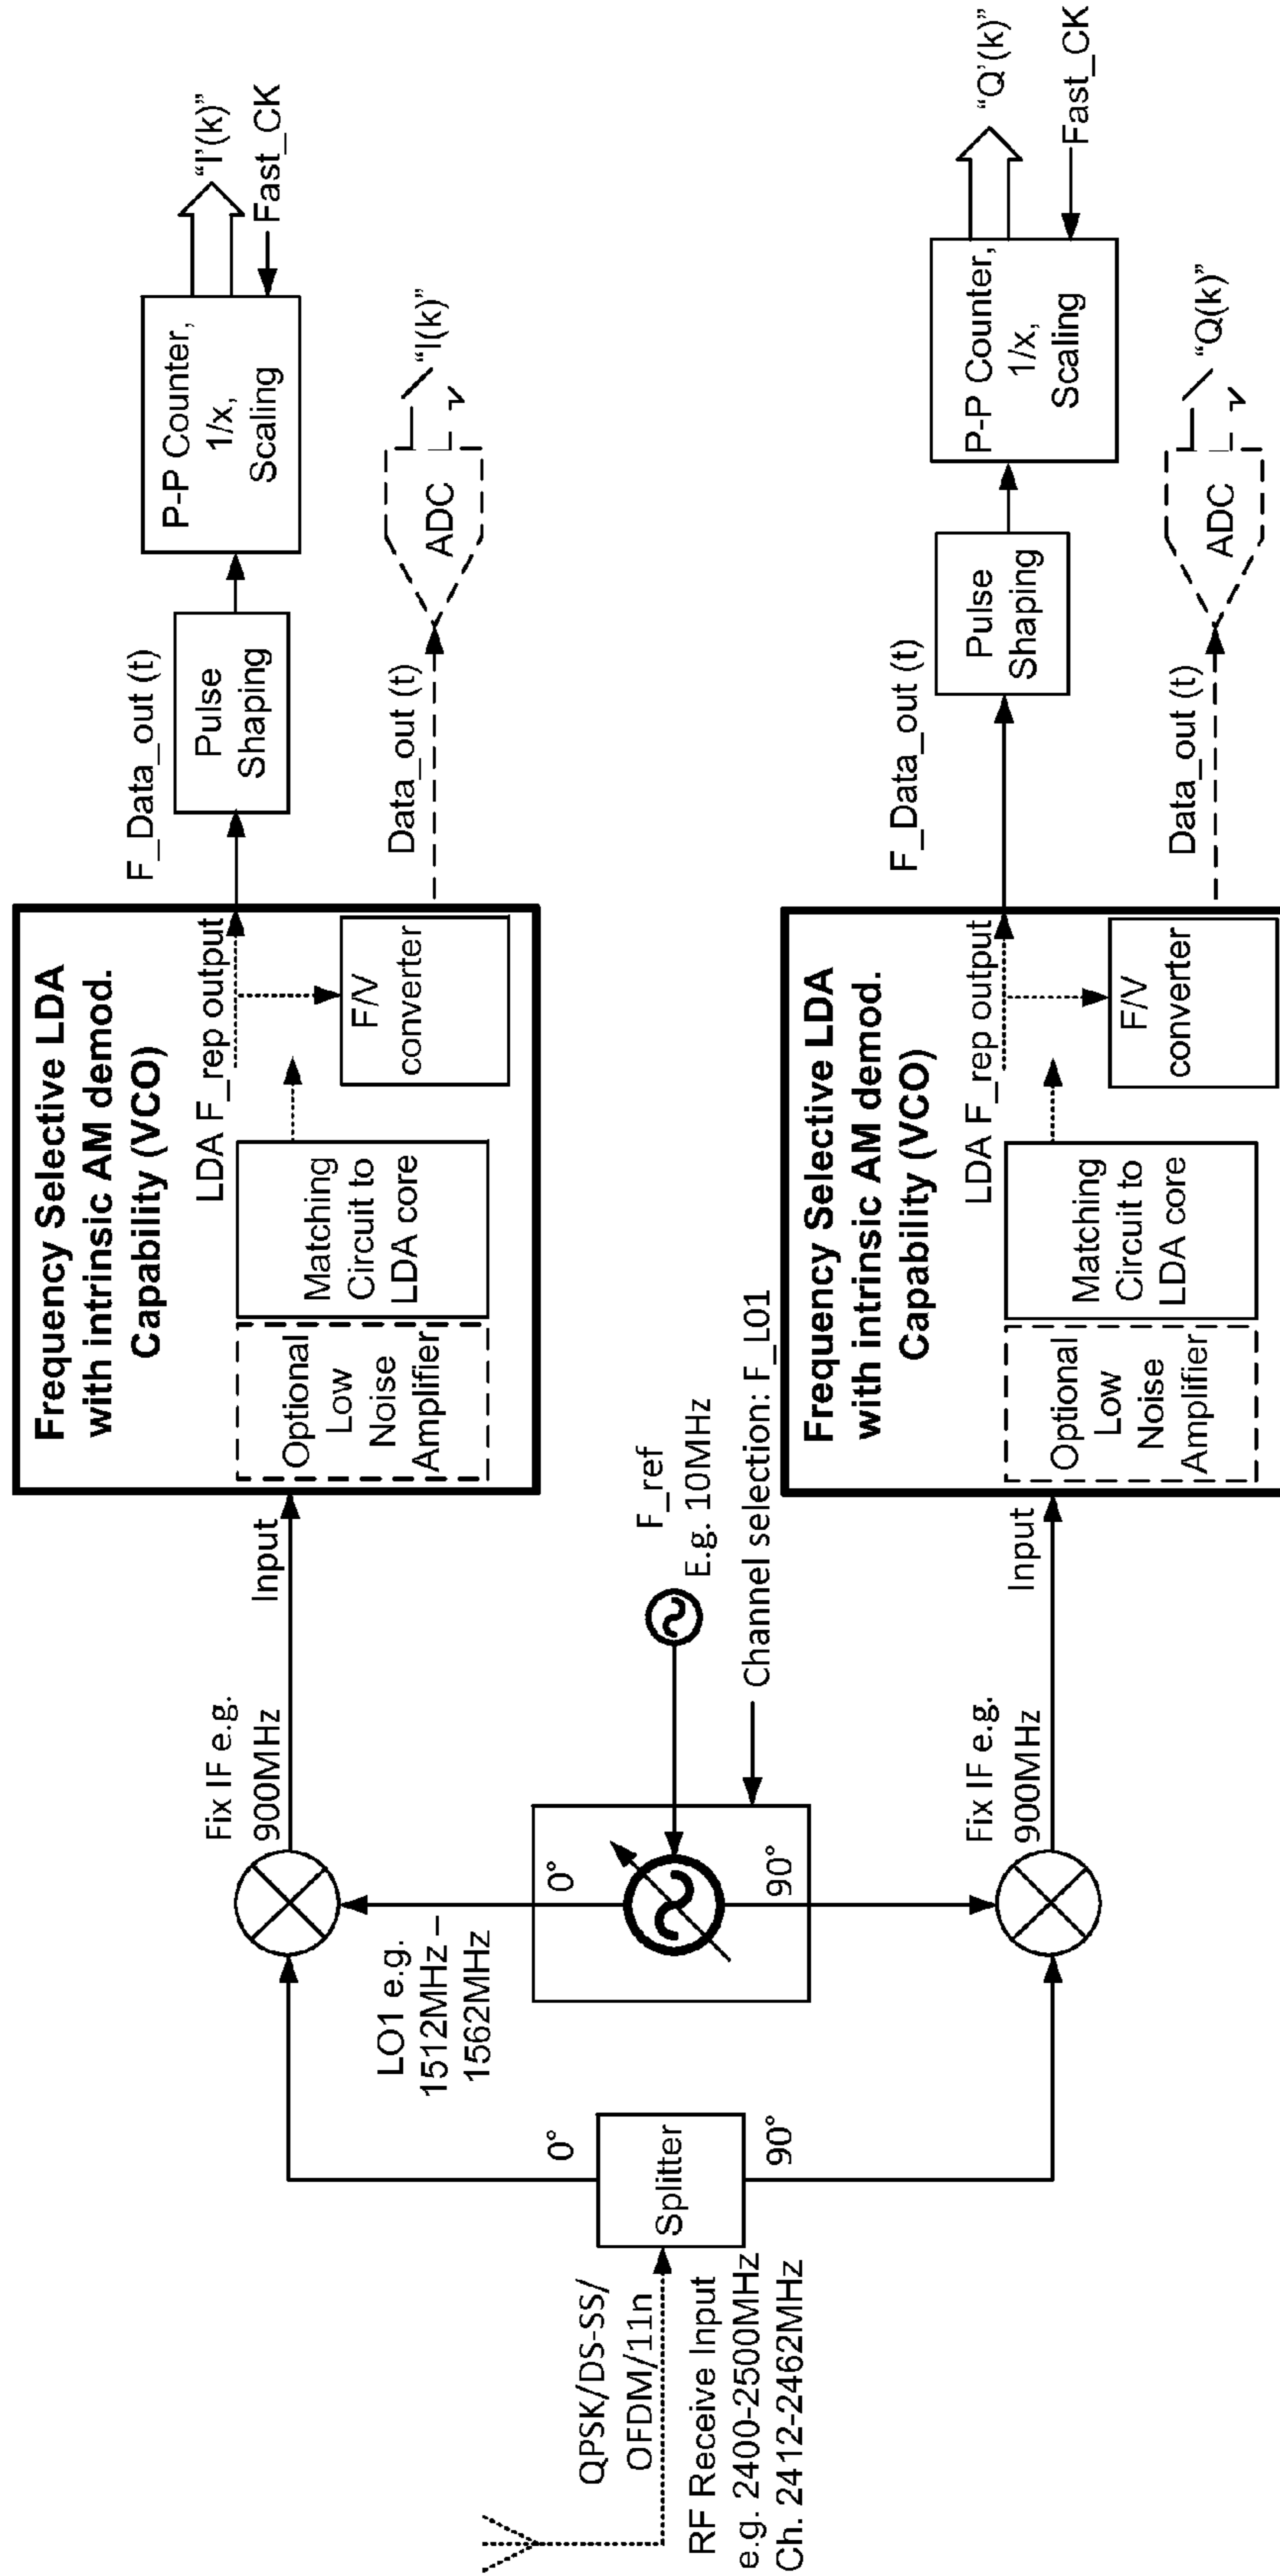 QPSK/DS-SS/
OFDM/11n
RF Receive Input
e.g. 2400-2500MHz
Ch. 2412-2462MHz
0°
Splitter
90°
LO1 e.g.
1512MHz –
1562MHz
0°
90°
Fix IF e.g.
900MHz
Fix IF e.g.
900MHz
F_ref
E.g. 10MHz
Channel selection: F_L01
Input
Frequency Selective LDA
with intrinsic AM demod.
Capability (VCO)
LDA F_rep output
Optional
Low
Noise
Amplifier
Matching
Circuit to
LDA core
F/V
converter
F_Data_out (t)
Pulse
Shaping
P-P Counter,
1/x,
Scaling
“I'(k)”
Fast_CK
Data_out (t)
ADC
“I(k)”
Input
Frequency Selective LDA
with intrinsic AM demod.
Capability (VCO)
LDA F_rep output
Optional
Low
Noise
Amplifier
Matching
Circuit to
LDA core
F/V
converter
F_Data_out (t)
Pulse
Shaping
P-P Counter,
1/x,
Scaling
“Q'(k)”
Fast_CK
Data_out (t)
ADC
“Q(k)”